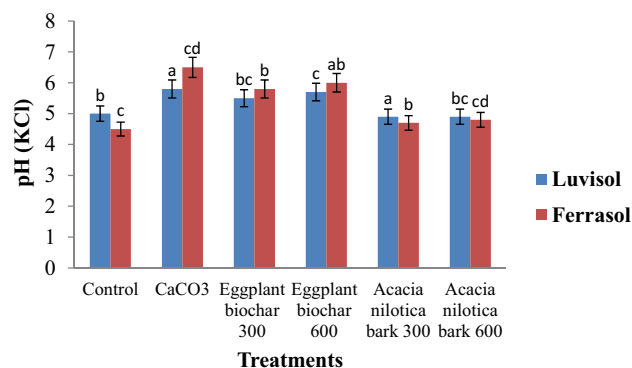 8
7
6
5
4
3
2
1
0
pH (KCl)
b
c
a
cd
bc
b
c
ab
a
b
bc
cd
Control
CaCO3
Eggplant
biochar
300
Eggplant
biochar
600
Acacia
nilotica
bark 300
Acacia
nilotica
bark 600
Treatments
Luvisol
Ferrasol